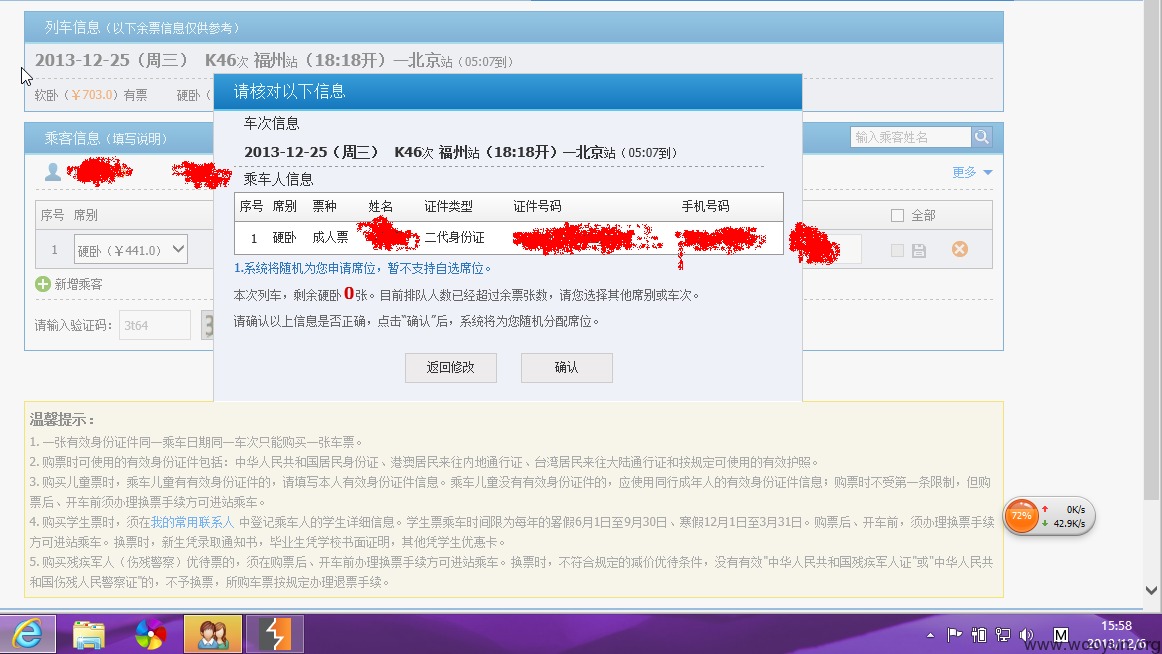 列车信息（以下余票信息仅供参考）
2013-12-25（周三） K46次 福州站（18:18开）—北京站（05:07到）
软卧（￥703.0）有票 硬卧（
请核对以下信息
车次信息
2013-12-25（周三） K46次 福州站（18:18开）—北京站（05:07到）
乘车人信息
序号 席别 票种 姓名 证件类型 证件号码 手机号码
1 硬卧 成人票 二代身份证
1.系统将随机为您申请席位，暂不支持自选席位。
本次列车，剩余硬卧0张。目前排队人数已经超过余票张数，请您选择其他席别或车次。
请确认以上信息是否正确，点击“确认”后，系统将为您随机分配席位。
返回修改 确认
乘客信息（填写说明） 输入乘客姓名
更多
序号 席别 全部
1 硬卧（￥441.0）
新增乘客
请输入验证码： 3t64 3
温馨提示：
1. 一张有效身份证件同一乘车日期同一车次只能购买一张车票。
2. 购票时可使用的有效身份证件包括：中华人民共和国居民身份证、港澳居民来往内地通行证、台湾居民来往大陆通行证和按规定可使用的有效护照。
3. 购买儿童票时，乘车儿童有有效身份证件的，请填写本人有效身份证件信息。乘车儿童没有有效身份证件的，应使用同行成年人的有效身份证件信息；购票时不受第一条限制，但购
票后、开车前须办理换票手续方可进站乘车。
4. 购买学生票时，须在我的常用联系人 中登记乘车人的学生详细信息。学生票乘车时间限为每年的暑假6月1日至9月30日、寒假12月1日至3月31日。购票后、开车前，须办理换票手续
方可进站乘车。换票时，新生凭录取通知书，毕业生凭学校书面证明，其他凭学生优惠卡。
5. 购买残疾军人（伤残警察）优待票的，须在购票后、开车前办理换票手续方可进站乘车。换票时，不符合规定的减价优待条件，没有有效"中华人民共和国残疾军人证"或"中华人民共
和国伤残人民警察证"的，不予换票，所购车票按规定办理退票手续。
72% 0K/s
42.9K/s
M
15:58
2013/12/6